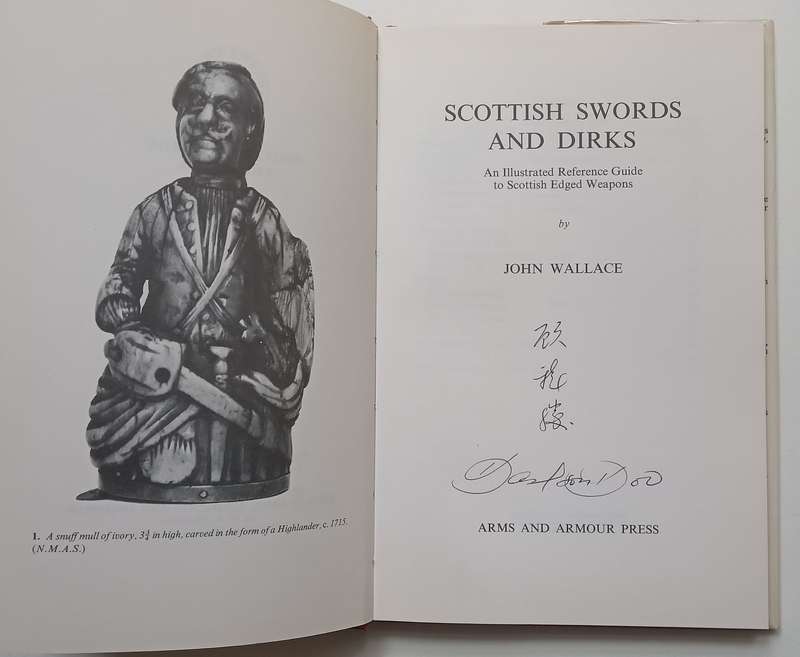 1. A snuff mull of ivory, 3¾ in high, carved in the form of a Highlander, c. 1715.
(N.M.A.S.)
SCOTTISH SWORDS
AND DIRKS
An Illustrated Reference Guide
to Scottish Edged Weapons
by
JOHN WALLACE
ARMS AND ARMOUR PRESS